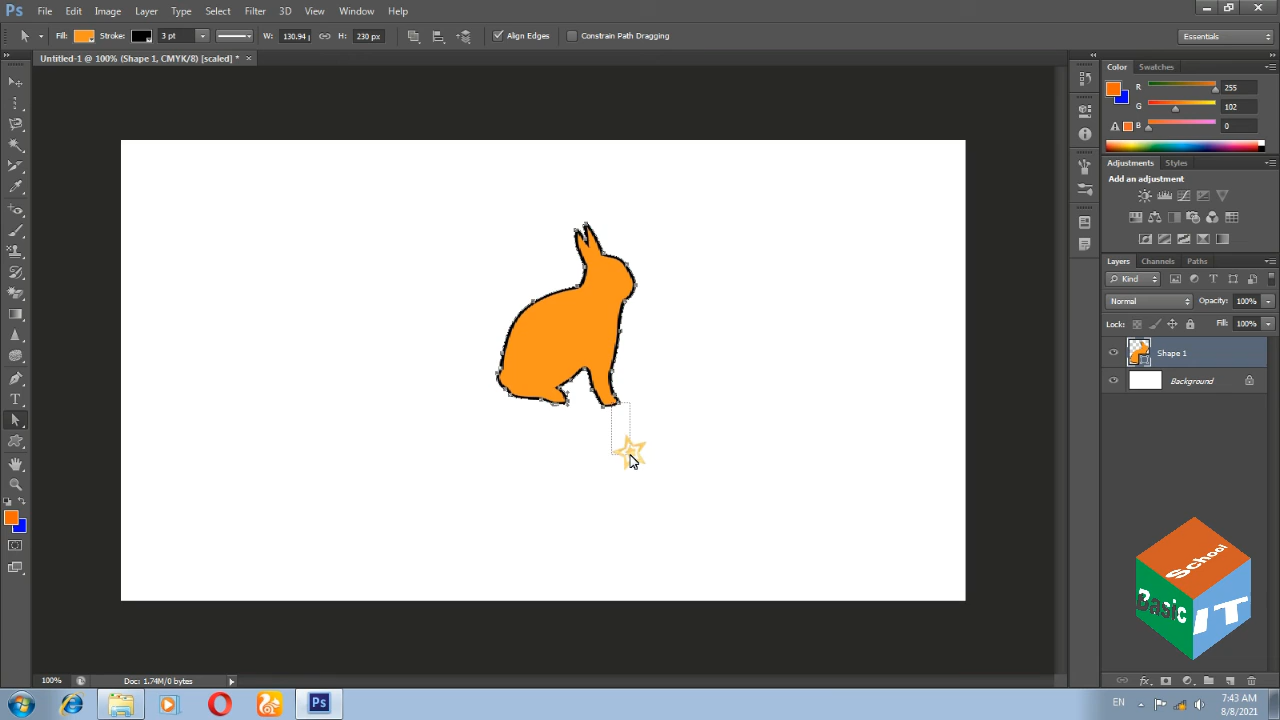 Ps File Edit Image Layer Type Select Filter 3D View Window Help
Fill: Stroke: 3 pt W: 130.94 H: 230 px Align Edges Constrain Path Dragging Essentials
Untitled-1 @ 100% (Shape 1, CMYK/8) [scaled] * ×
Color Swatches
R 255
G 102
B 0
Adjustments Styles
Add an adjustment
Layers Channels Paths
Kind T
Normal Opacity: 100%
Lock: Fill: 100%
Shape 1
Background
T
School
Basic
IT
100% Doc: 1.74M/0 bytes
Ps
EN
7:43 AM
8/8/2021